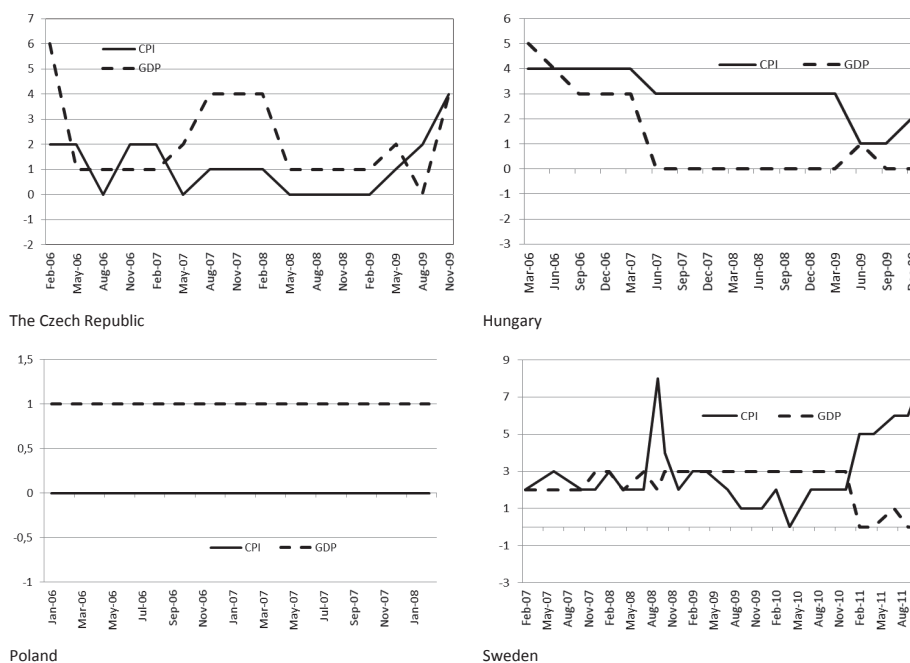 7
6
5
4
3
2
1
0
-1
-2
CPI
GDP
Feb-06
May-06
Aug-06
Nov-06
Feb-07
May-07
Aug-07
Nov-07
Feb-08
May-08
Aug-08
Nov-08
Feb-09
May-09
Aug-09
Nov-09
The Czech Republic
6
5
4
3
2
1
0
-1
-2
-3
CPI GDP
Mar-06
Jun-06
Sep-06
Dec-06
Mar-07
Jun-07
Sep-07
Dec-07
Mar-08
Jun-08
Sep-08
Dec-08
Mar-09
Jun-09
Sep-09
Hungary
1,5
1
0,5
0
-0,5
-1
CPI GDP
Jan-06
Mar-06
May-06
Jul-06
Sep-06
Nov-06
Jan-07
Mar-07
May-07
Jul-07
Sep-07
Nov-07
Jan-08
Poland
9
7
5
3
1
-1
-3
CPI GDP
Feb-07
May-07
Aug-07
Nov-07
Feb-08
May-08
Aug-08
Nov-08
Feb-09
May-09
Aug-09
Nov-09
Feb-10
May-10
Aug-10
Nov-10
Feb-11
May-11
Aug-11
Sweden